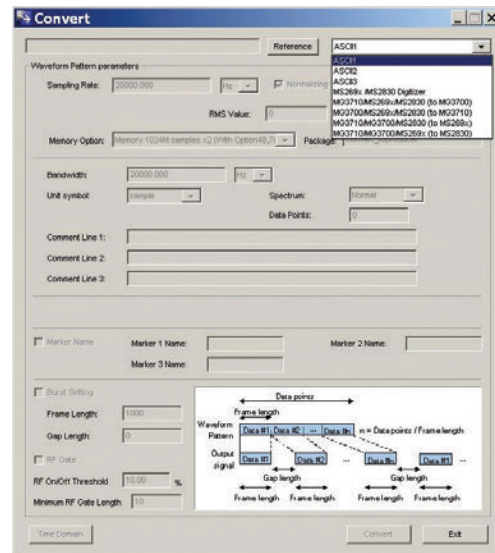 Convert
Reference
ASCII1
ASCII1
ASCII2
ASCII3
MS269x /MS2830 Digitizer
MG3710/MS269x/MS2830 (to MG3700)
MG3700/MS269x/MS2830 (to MG3710)
MG3710/MG3700/MS2830 (to MS269x)
MG3710/MG3700/MS269x (to MS2830)
Waveform Pattern parameters
Sampling Rate: 20000.000 Hz Normalizing
RMS Value: 0
Memory Option: Memory 1024M samples x2 (With Option48,78 Package:
Bandwidth: 20000.000 Hz
Unit symbol: sample Spectrum: Normal
Data Points: 0
Comment Line 1:
Comment Line 2:
Comment Line 3:
Marker Name Marker 1 Name: Marker 2 Name:
Marker 3 Name:
Burst Setting
Frame Length: 1000
Gap Length: 0
RF Gate
RF On/Off Threshold 10.00 %
Minimum RF Gate Length 10
Data points
Frame length
Waveform Pattern Data #1 Data #2 ... Data #n n = Data points / Frame length
Output signal Data #1 Data #2 ... Data #n Data #1 ...
Gap length Gap length
Frame length Frame length Frame length Frame length
Time Domain Convert Exit